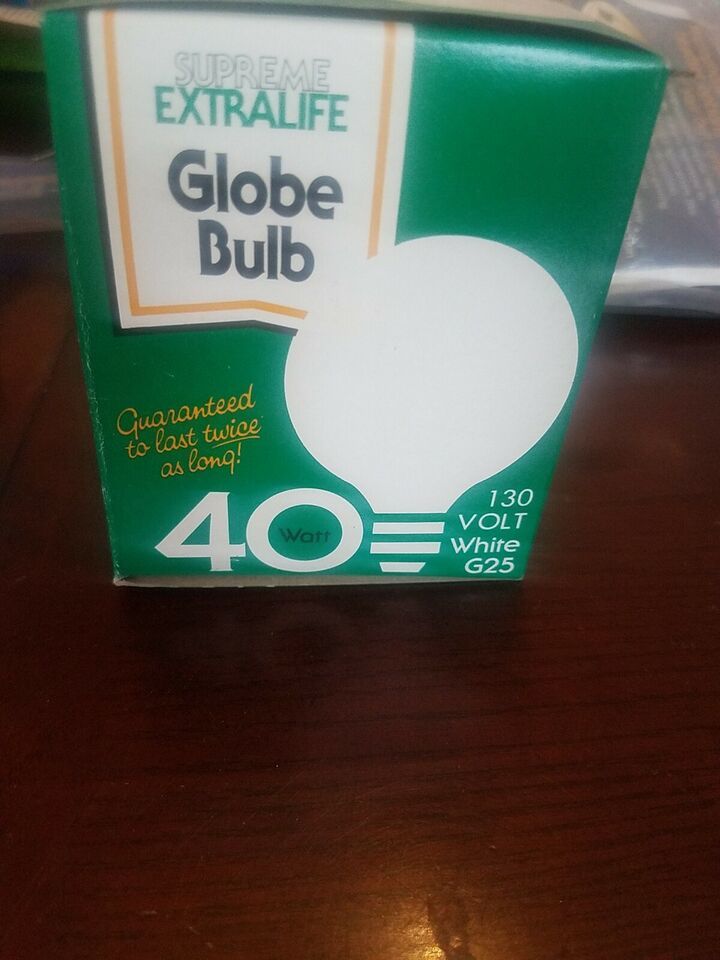 SUPREME
EXTRALIFE
Globe
Bulb
Guaranteed
to last twice
as long!
40 Watt
130
VOLT
White
G25